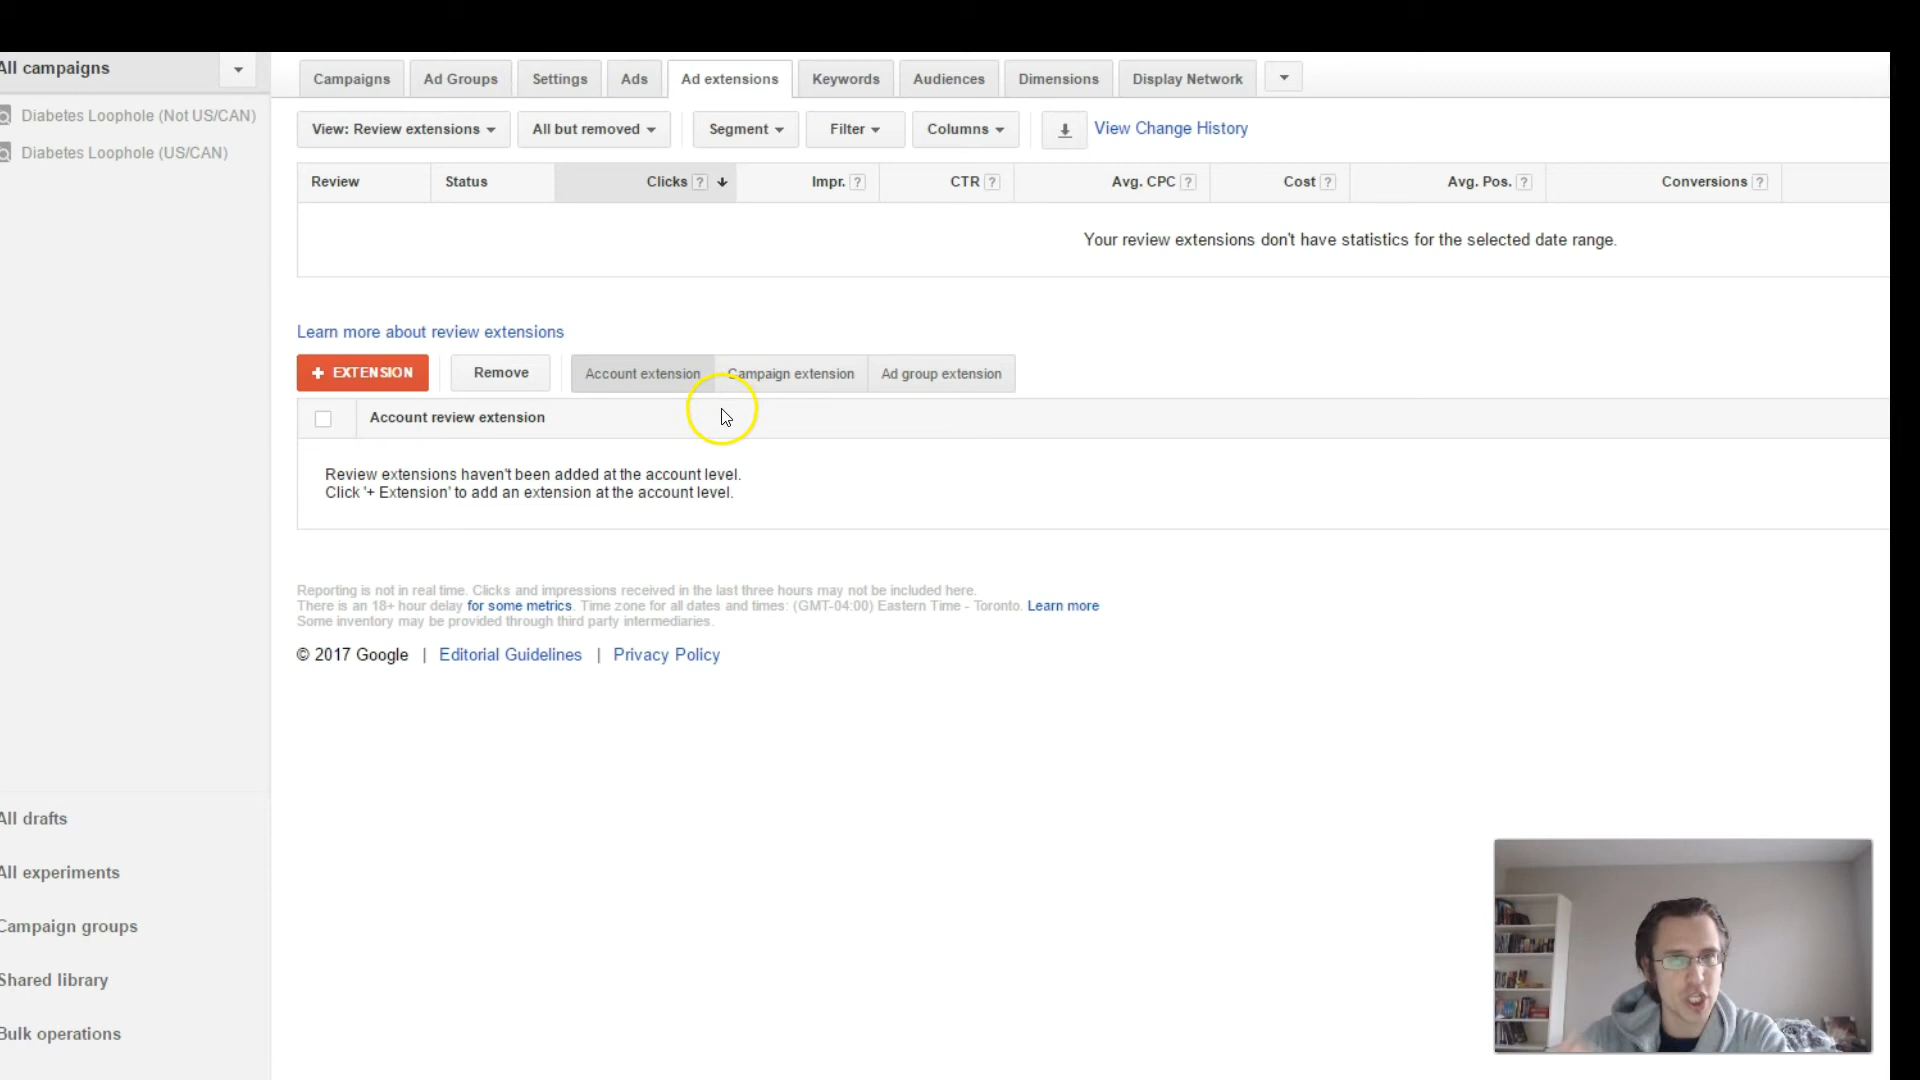 All campaigns
Diabetes Loophole (Not US/CAN)
Diabetes Loophole (US/CAN)
Campaigns Ad Groups Settings Ads Ad extensions Keywords Audiences Dimensions Display Network
View: Review extensions All but removed Segment Filter Columns View Change History
Review Status Clicks ? Impr. ? CTR ? Avg. CPC ? Cost ? Avg. Pos. ? Conversions ?
Your review extensions don't have statistics for the selected date range.
Learn more about review extensions
+ EXTENSION Remove Account extension Campaign extension Ad group extension
Account review extension
Review extensions haven't been added at the account level.
Click '+ Extension' to add an extension at the account level.
Reporting is not in real time. Clicks and impressions received in the last three hours may not be included here.
There is an 18+ hour delay for some metrics. Time zone for all dates and times: (GMT-04:00) Eastern Time - Toronto. Learn more
Some inventory may be provided through third party intermediaries.
© 2017 Google | Editorial Guidelines | Privacy Policy
All drafts
All experiments
Campaign groups
Shared library
Bulk operations